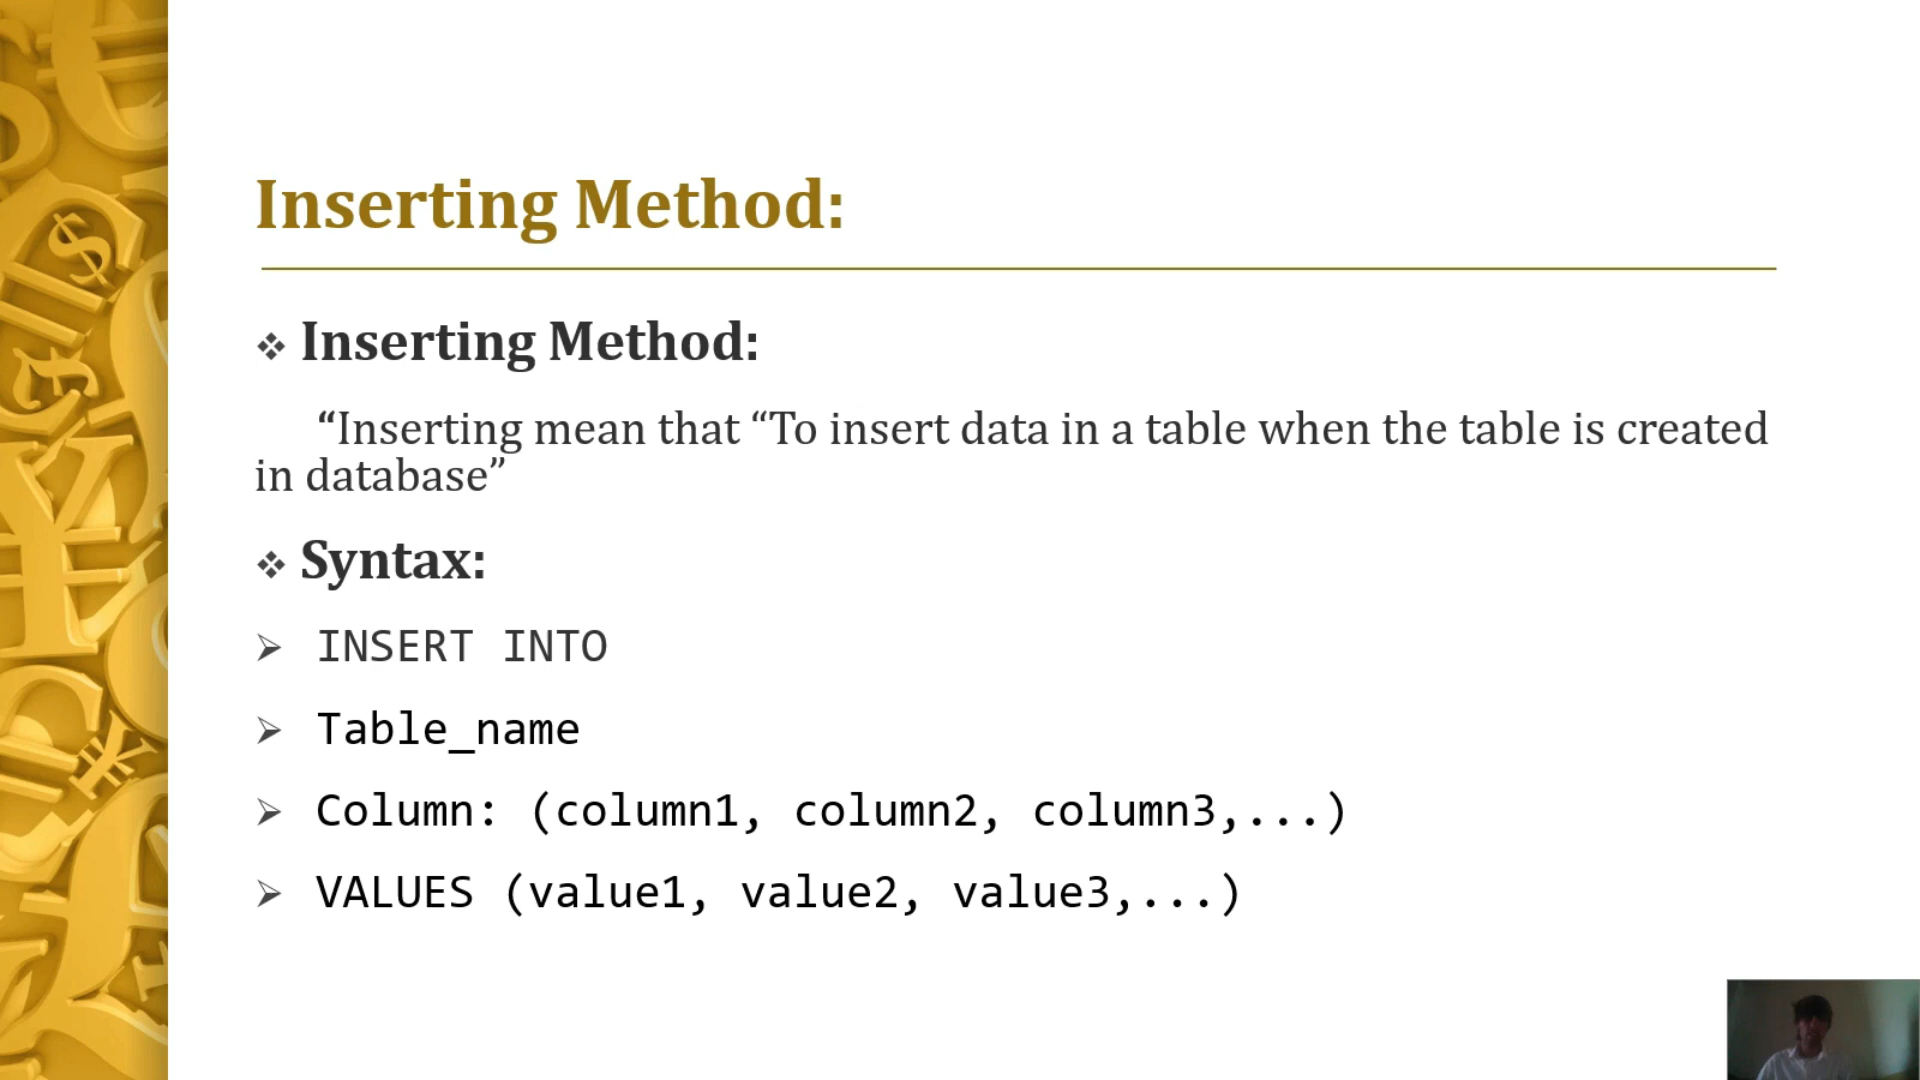 Inserting Method:
❖ Inserting Method:
“Inserting mean that “To insert data in a table when the table is created
in database”
❖ Syntax:
➢ INSERT INTO
➢ Table_name
➢ Column: (column1, column2, column3,...)
➢ VALUES (value1, value2, value3,...)